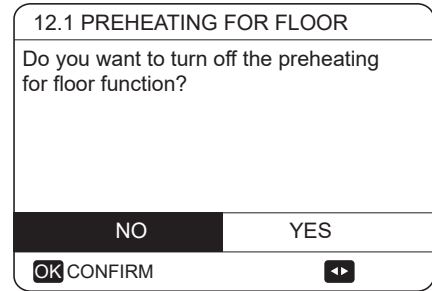 12.1 PREHEATING FOR FLOOR
Do you want to turn off the preheating
for floor function?
NO YES
OK CONFIRM